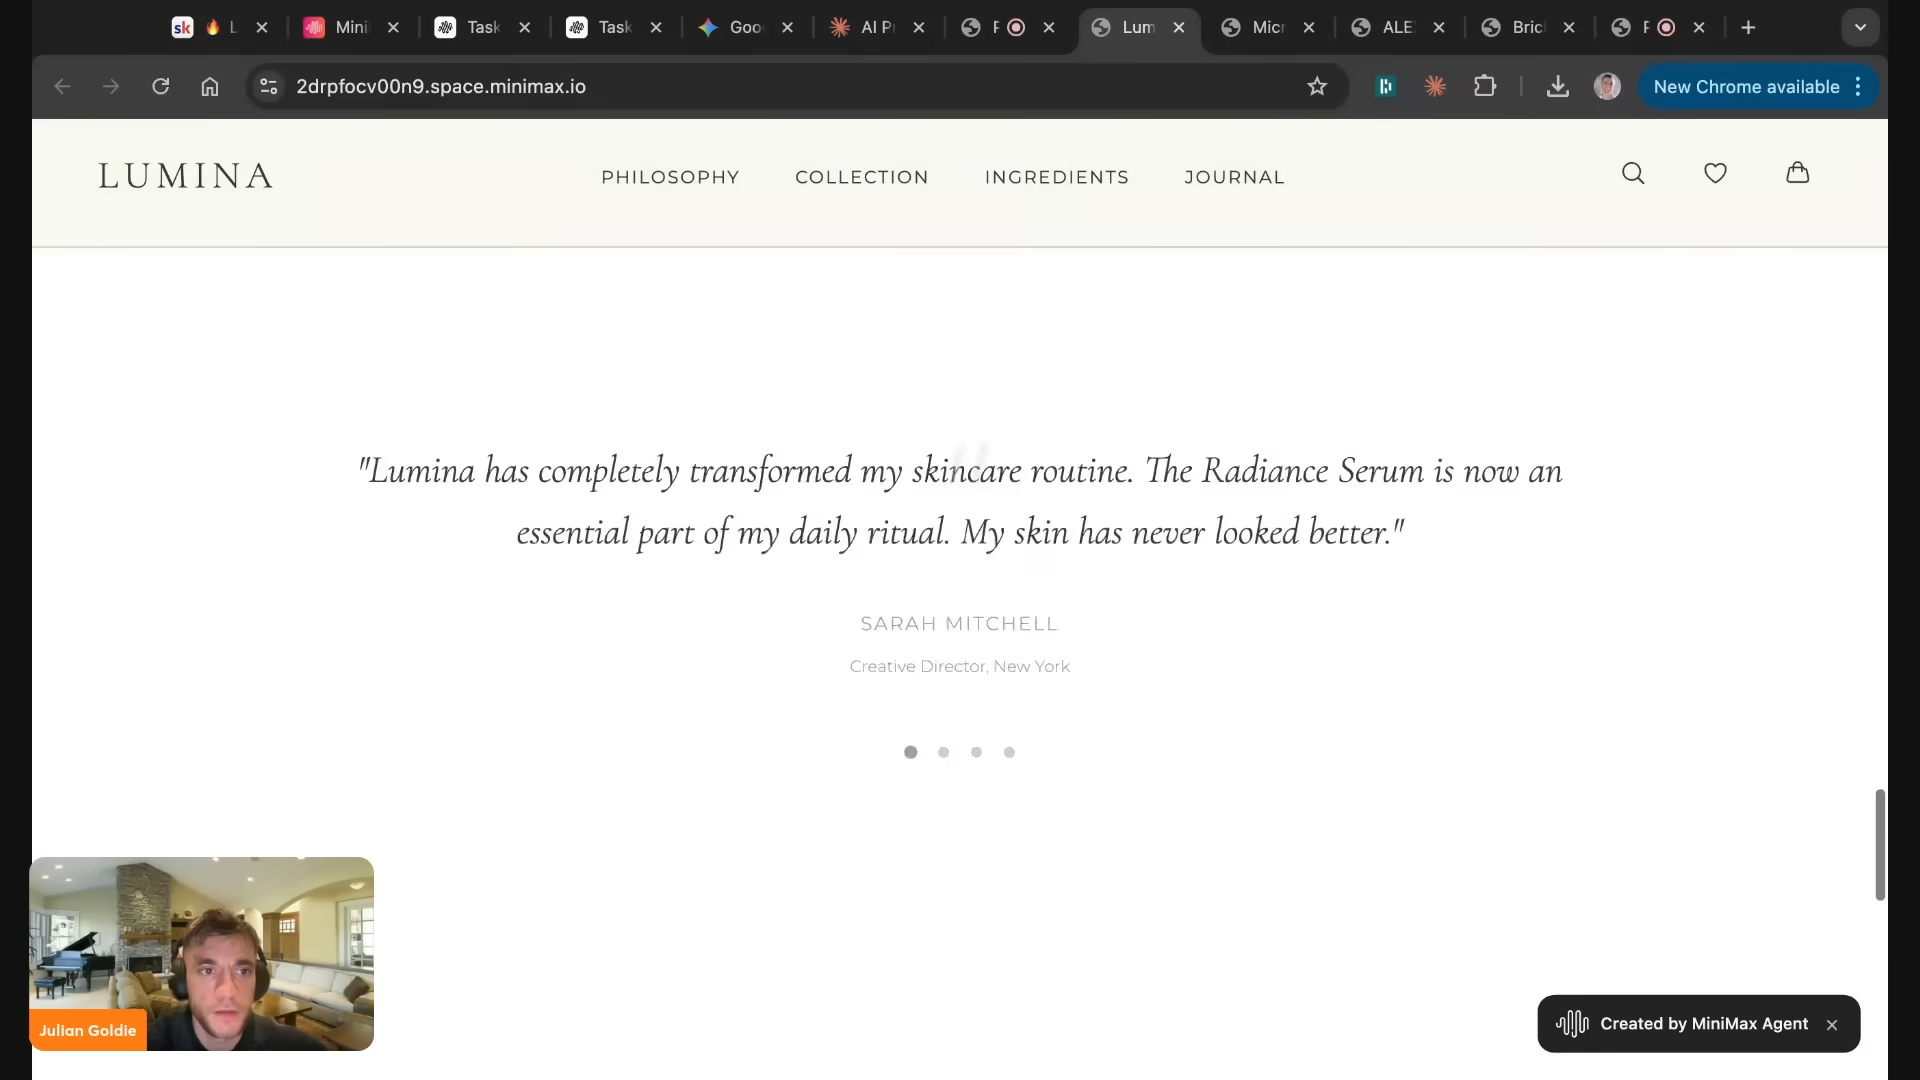 sk
L
Mini
Task
Task
Goo
AI P
F
Lum
Micr
ALE
Bric
F
2drpfocv00n9.space.minimax.io
New Chrome available
LUMINA
PHILOSOPHY
COLLECTION
INGREDIENTS
JOURNAL
"Lumina has completely transformed my skincare routine. The Radiance Serum is now an
essential part of my daily ritual. My skin has never looked better."
SARAH MITCHELL
Creative Director, New York
Julian Goldie
Created by MiniMax Agent